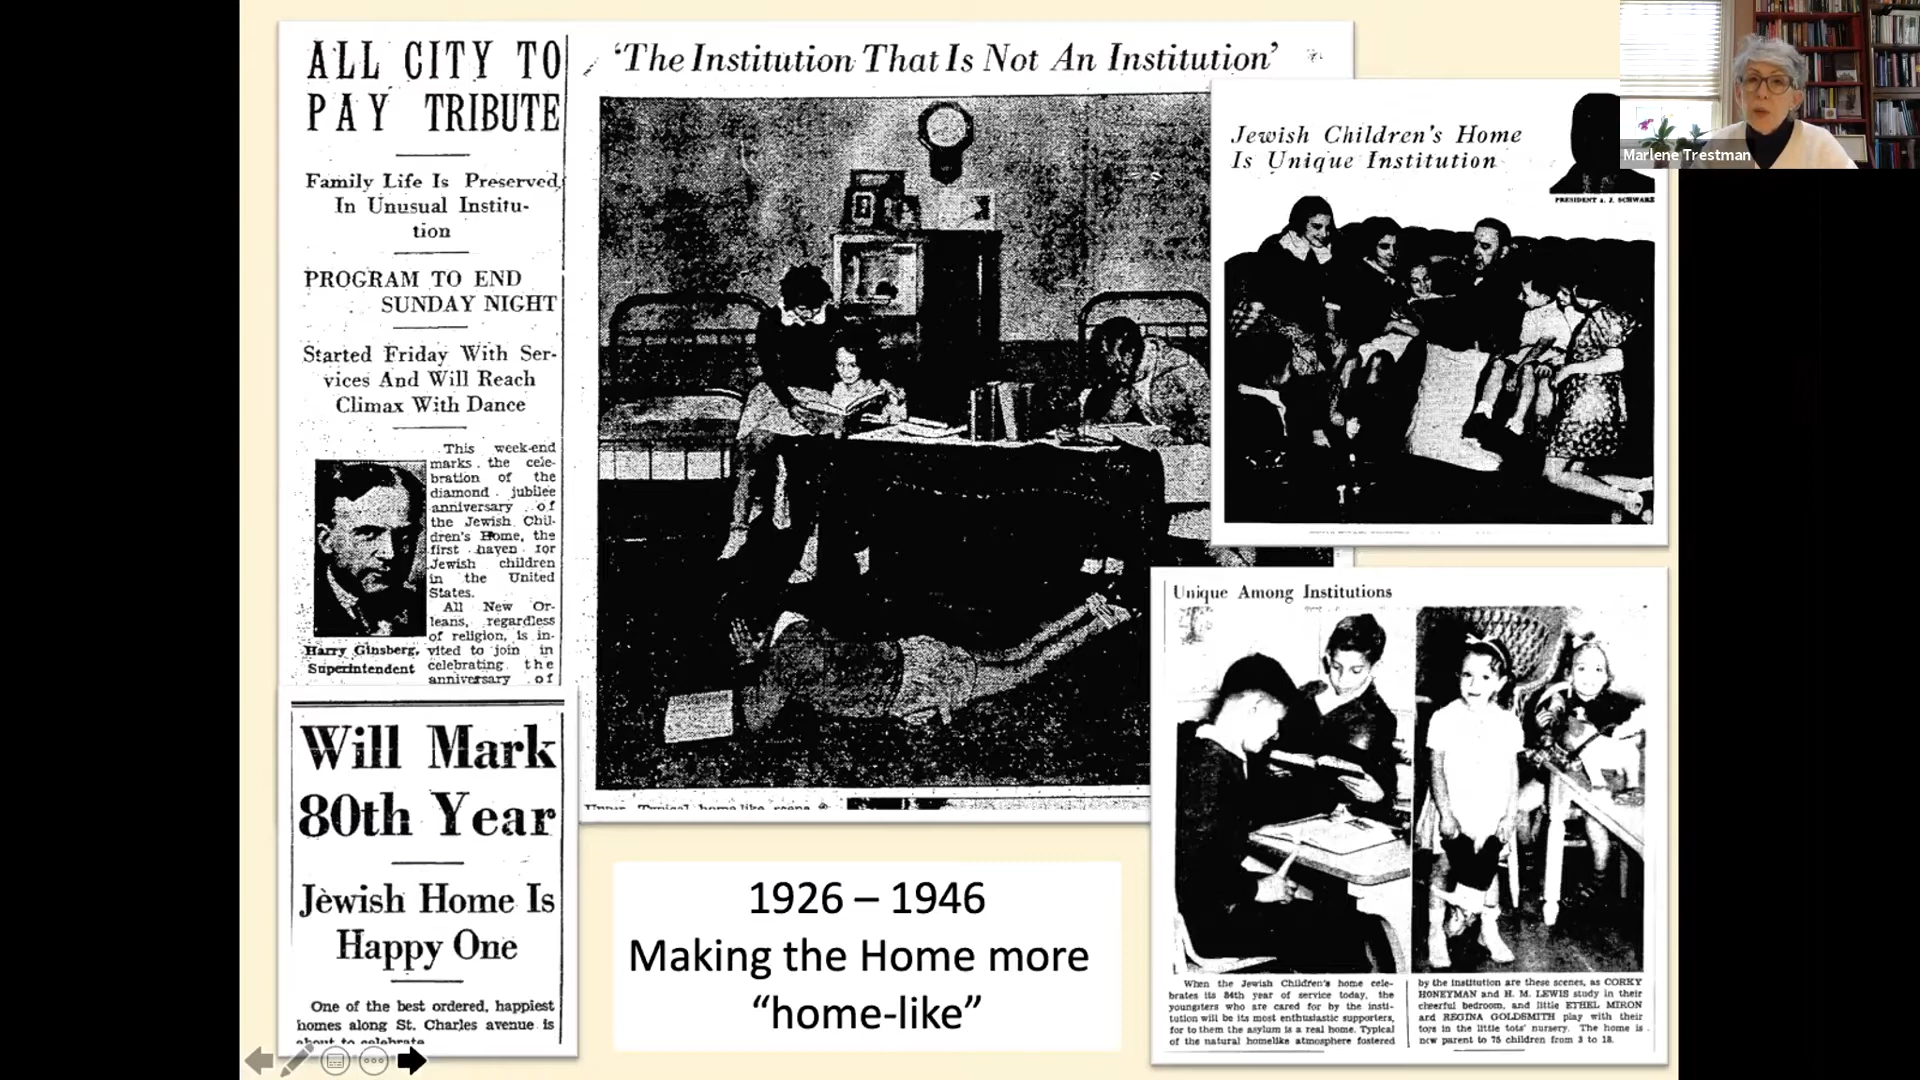 ALL CITY TO
PAY TRIBUTE
Family Life Is Preserved
In Unusual Institu-
tion
PROGRAM TO END
SUNDAY NIGHT
Started Friday With Ser-
vices And Will Reach
Climax With Dance
This week-end
marks the cele-
bration of the
diamond jubilee
anniversary of
the Jewish Chil-
dren's Home, the
first haven for
Jewish children
in the United
States.
All New Or-
leans, regardless
of religion, is in-
vited to join in
celebrating the
anniversary of
Harry Ginsberg,
Superintendent
Will Mark
80th Year
Jewish Home Is
Happy One
One of the best ordered, happiest
homes along St. Charles avenue is
about to celebrate
'The Institution That Is Not An Institution'
Typical home-like scene
1926 – 1946
Making the Home more
“home-like”
Jewish Children's Home
Is Unique Institution
PRESIDENT A. J. SCHWARZ
Unique Among Institutions
When the Jewish Children's home cele-
brates its 84th year of service today, the
youngsters who are cared for by the insti-
tution will be its most enthusiastic supporters,
for to them the asylum is a real home. Typical
of the natural homelike atmosphere fostered
by the institution are these scenes, as CORKY
HONEYMAN and H. M. LEWIS study in their
cheerful bedroom, and little ETHEL MIRON
and REGINA GOLDSMITH play with their
toys in the little tots' nursery. The home is
now parent to 75 children from 3 to 18.
Marlene Trestman